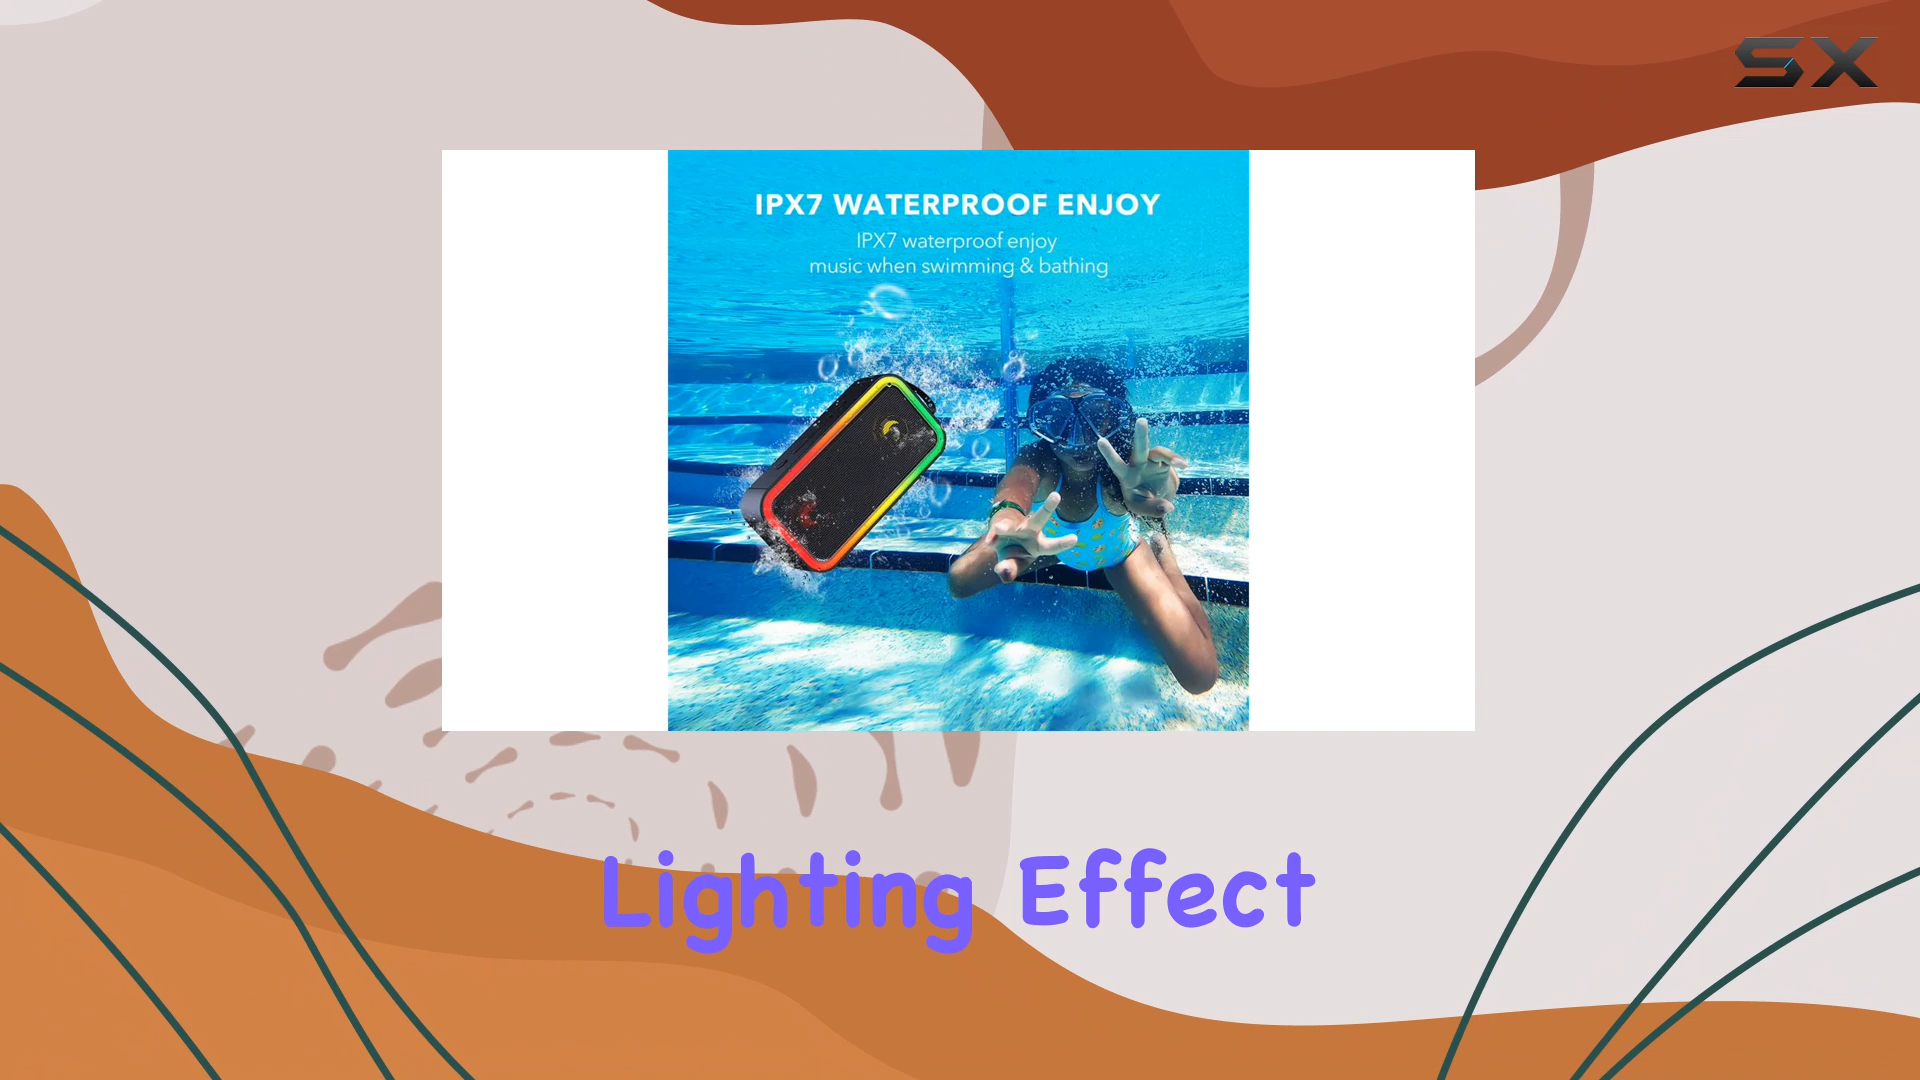 SX
IPX7 WATERPROOF ENJOY
IPX7 waterproof enjoy
music when swimming & bathing
Lighting Effect